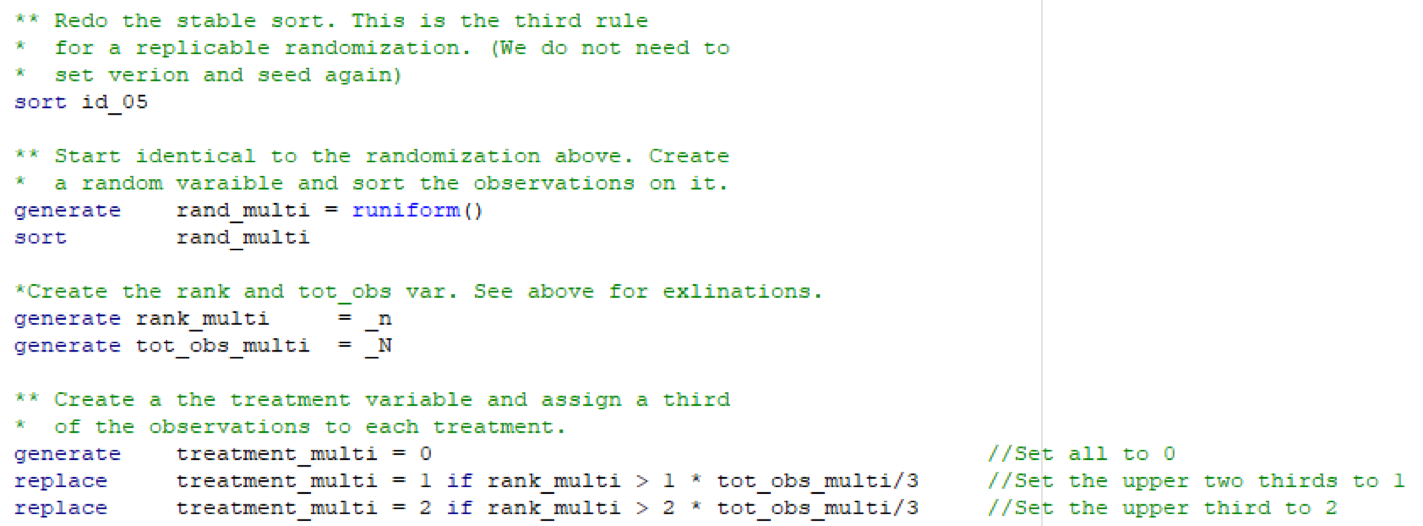 ** Redo the stable sort. This is the third rule
*  for a replicable randomization. (We do not need to
*  set verion and seed again)
sort id_05
** Start identical to the randomization above. Create
*  a random varaible and sort the observations on it.
generate    rand_multi = runiform()
sort        rand_multi
*Create the rank and tot_obs var. See above for exlinations.
generate rank_multi     = _n
generate tot_obs_multi  = _N
** Create a the treatment variable and assign a third
*  of the observations to each treatment.
generate    treatment_multi = 0                                         //Set all to 0
replace     treatment_multi = 1 if rank_multi > 1 * tot_obs_multi/3     //Set the upper two thirds to 1
replace     treatment_multi = 2 if rank_multi > 2 * tot_obs_multi/3     //Set the upper third to 2